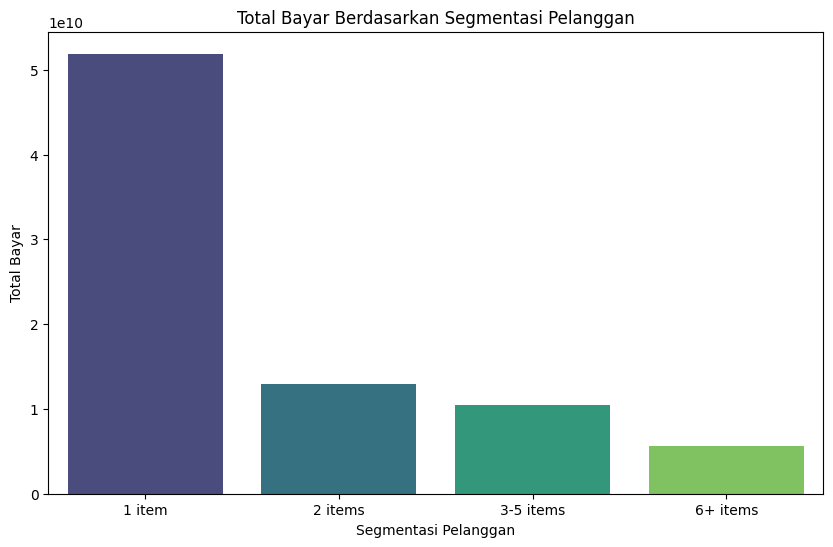 Total Bayar Berdasarkan Segmentasi Pelanggan
1e10
5
4
3
2
1
0
Total Bayar
1 item
2 items
3-5 items
6+ items
Segmentasi Pelanggan